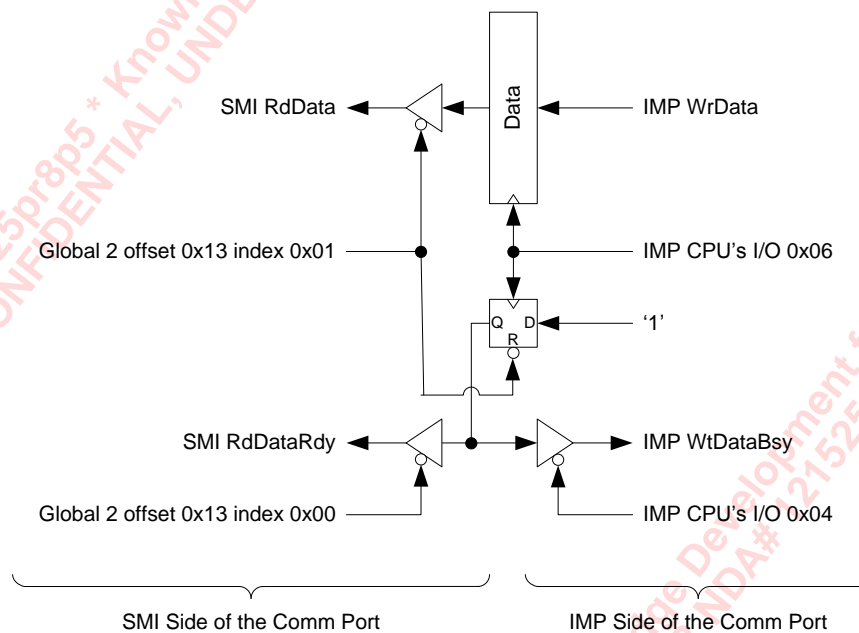 SMI RdData
Data
IMP WrData
Global 2 offset 0x13 index 0x01
IMP CPU's I/O 0x06
Q D
R
‘1’
SMI RdDataRdy
IMP WtDataBsy
Global 2 offset 0x13 index 0x00
IMP CPU's I/O 0x04
SMI Side of the Comm Port
IMP Side of the Comm Port